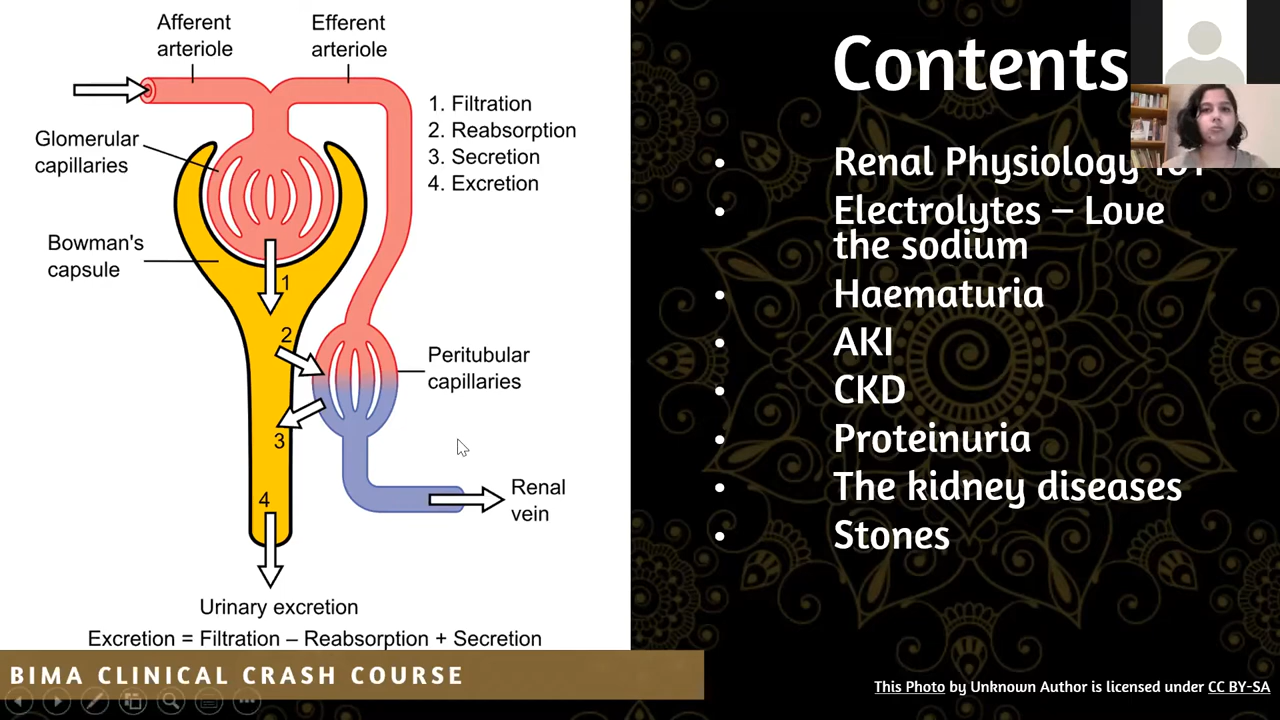 Afferent
arteriole
Efferent
arteriole
1. Filtration
2. Reabsorption
3. Secretion
4. Excretion
Glomerular
capillaries
Bowman's
capsule
1
2
3
4
Peritubular
capillaries
Renal
vein
Urinary excretion
Excretion = Filtration – Reabsorption + Secretion
BIMA CLINICAL CRASH COURSE
Contents
• Renal Physiology
• Electrolytes – Love
the sodium
• Haematuria
• AKI
• CKD
• Proteinuria
• The kidney diseases
• Stones
This Photo by Unknown Author is licensed under CC BY-SA